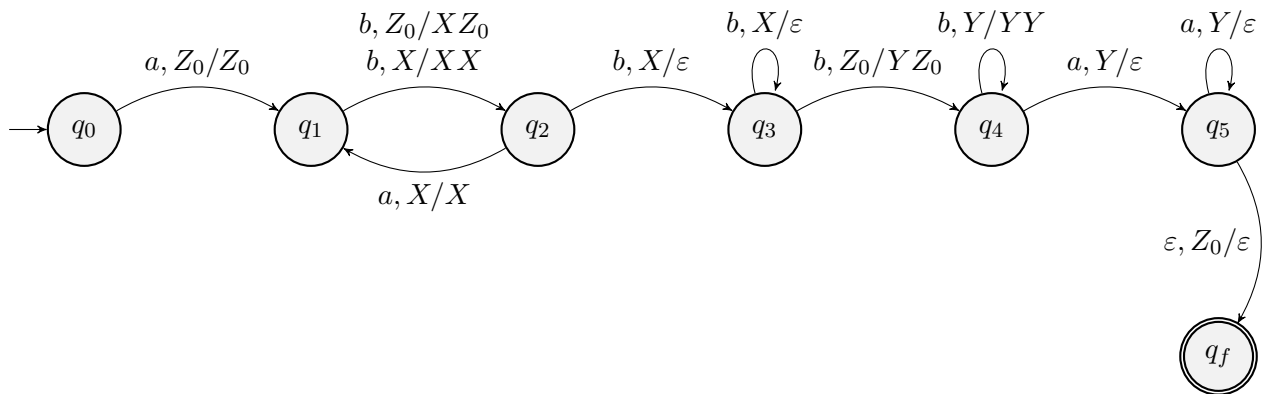 b, Z₀/XZ₀
b, X/XX
a, Z₀/Z₀
b, X/ε
b, X/ε
b, Z₀/YZ₀
b, Y/YY
a, Y/ε
a, Y/ε
q₀
q₁
q₂
q₃
q₄
q₅
a, X/X
ε, Z₀/ε
q_f